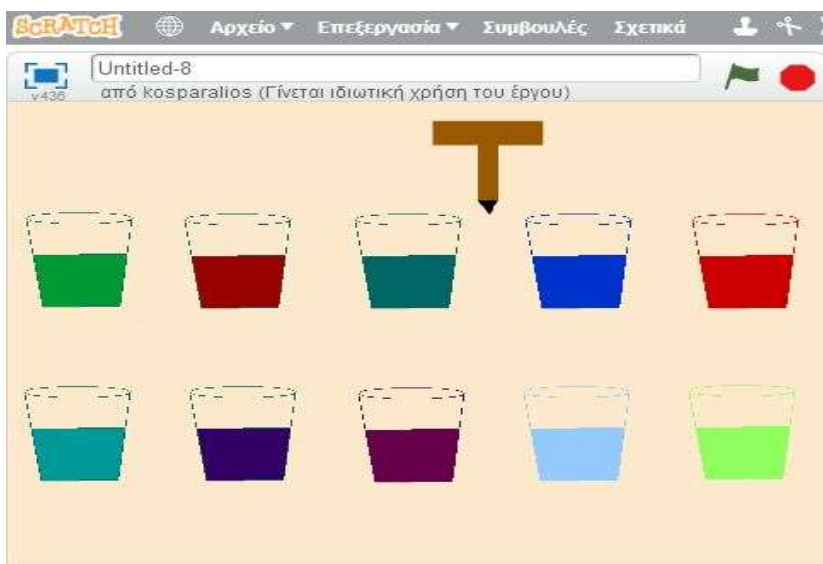 SCRATCH Αρχείο Επεξεργασία Συμβουλές Σχετικά
Untitled-8
v436 από kosparalios (Γίνεται ιδιωτική χρήση του έργου)